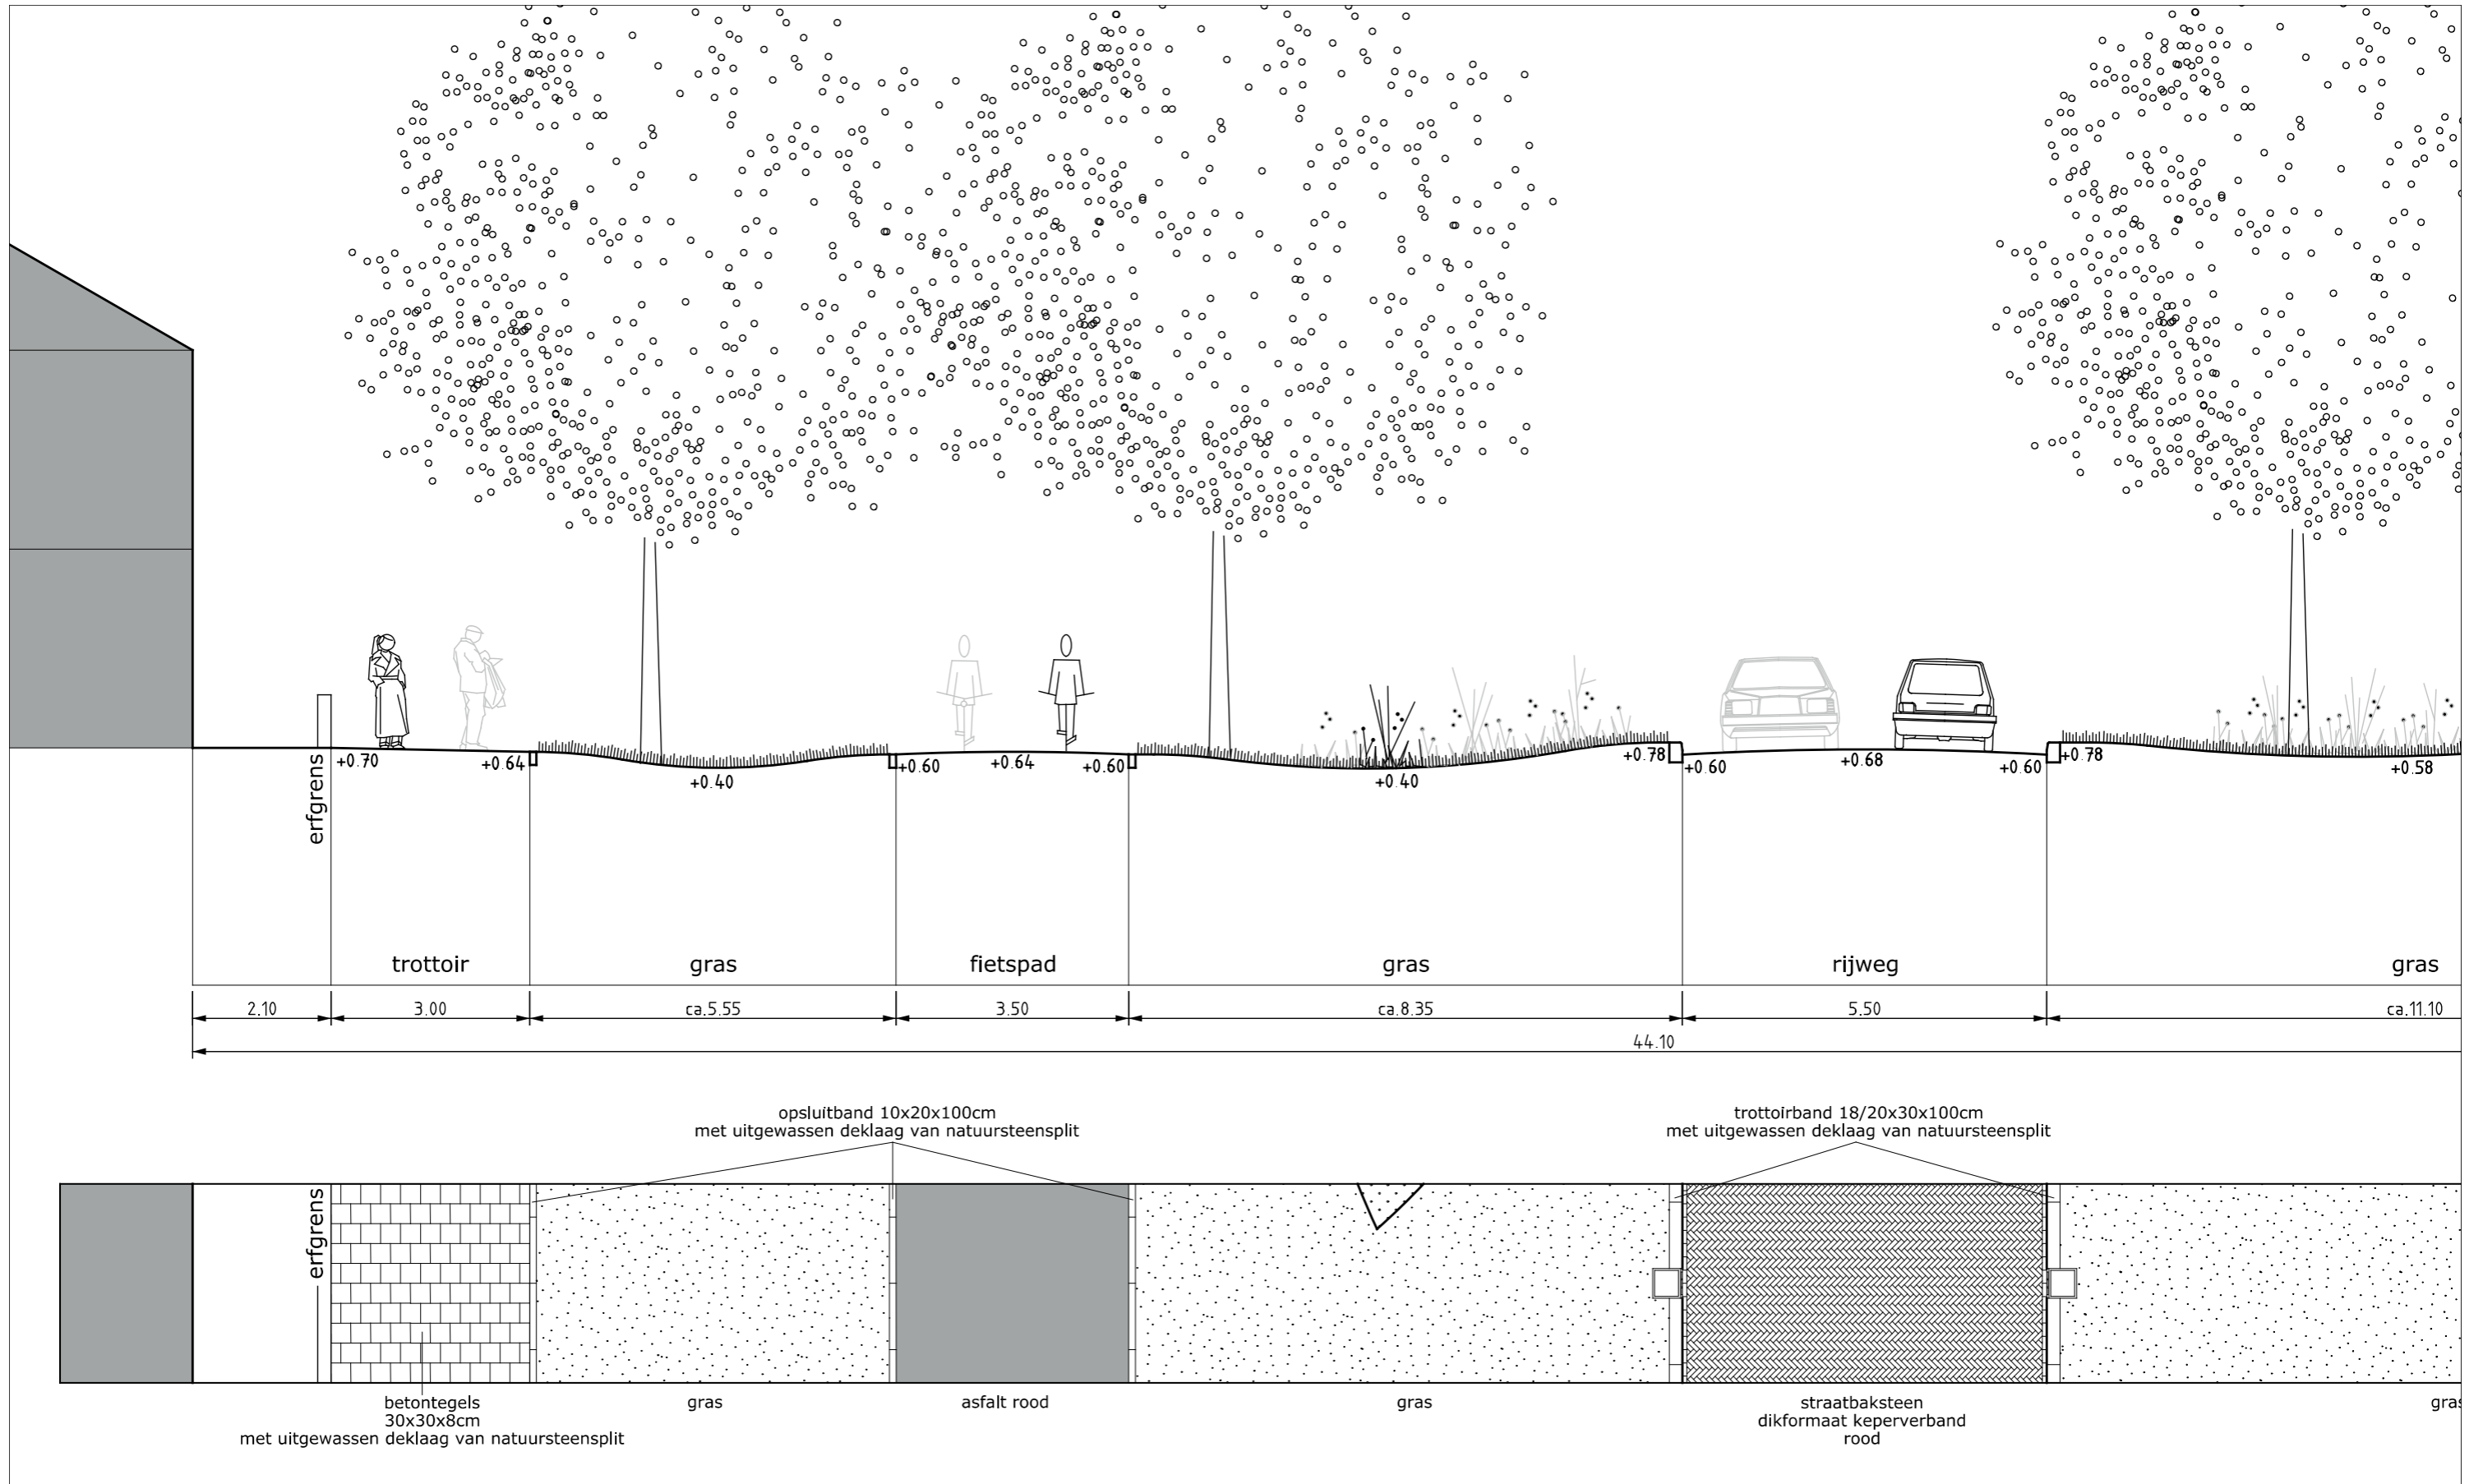 erfgrens
+0.70
+0.64
+0.40
+0.60
+0.64
+0.60
+0.40
+0.78
+0.60
+0.68
+0.60
+0.78
+0.58
trottoir
gras
fietspad
gras
rijweg
gras
2.10
3.00
ca.5.55
3.50
ca.8.35
5.50
ca.11.10
44.10
opsluitband 10x20x100cm
met uitgewassen deklaag van natuursteensplit
trottoirband 18/20x30x100cm
met uitgewassen deklaag van natuursteensplit
erfgrens
betontegels
30x30x8cm
met uitgewassen deklaag van natuursteensplit
gras
asfalt rood
gras
straatbaksteen
dikformaat keperverband
rood
gras